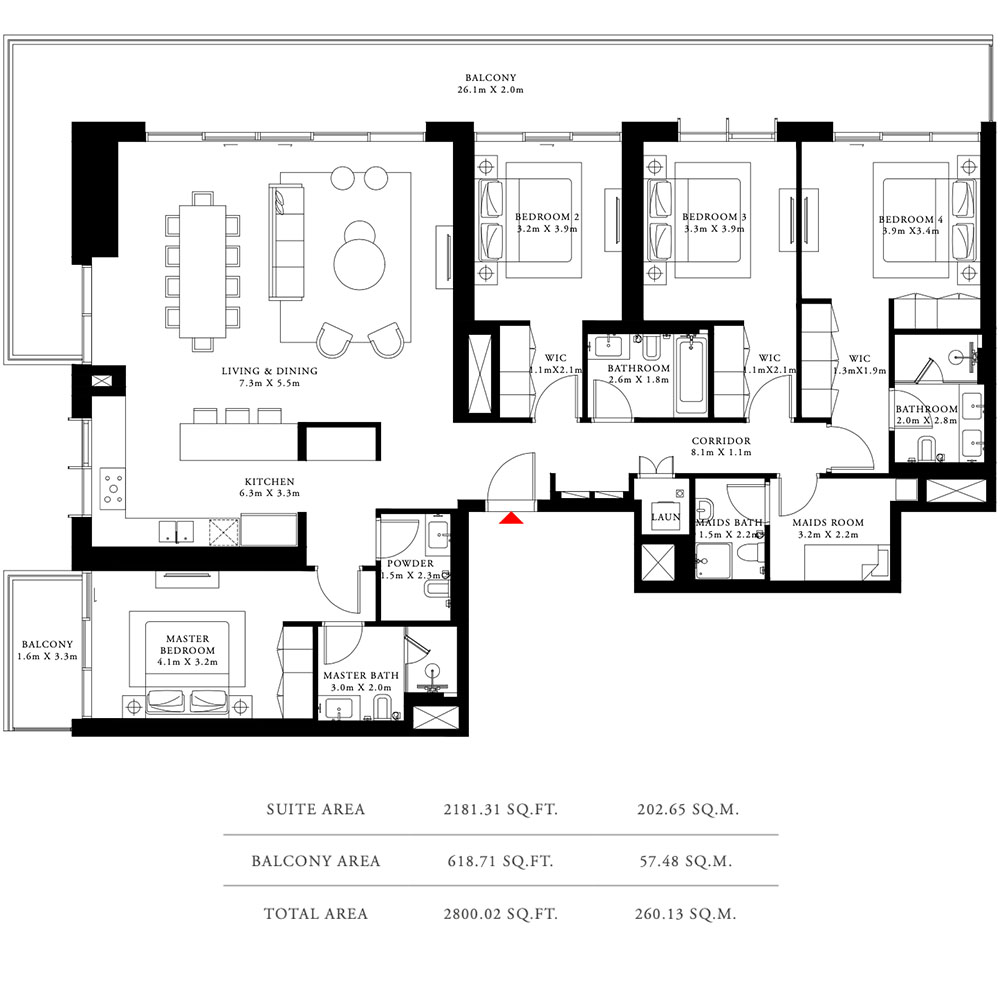 BALCONY
26.1m X 2.0m
BEDROOM 2
3.2m X 3.9m
BEDROOM 3
3.3m X 3.9m
BEDROOM 4
3.9m X3.4m
LIVING & DINING
7.3m X 5.5m
WIC
1.1mX2.1m
BATHROOM
2.6m X 1.8m
WIC
1.1mX2.1m
WIC
1.3mX1.9m
BATHROOM
2.0m X 2.8m
CORRIDOR
8.1m X 1.1m
KITCHEN
6.3m X 3.3m
LAUN
MAIDS BATH
1.5m X 2.2m
MAIDS ROOM
3.2m X 2.2m
POWDER
1.5m X 2.3m
BALCONY
1.6m X 3.3m
MASTER
BEDROOM
4.1m X 3.2m
MASTER BATH
3.0m X 2.0m
SUITE AREA 2181.31 SQ.FT. 202.65 SQ.M.
BALCONY AREA 618.71 SQ.FT. 57.48 SQ.M.
TOTAL AREA 2800.02 SQ.FT. 260.13 SQ.M.